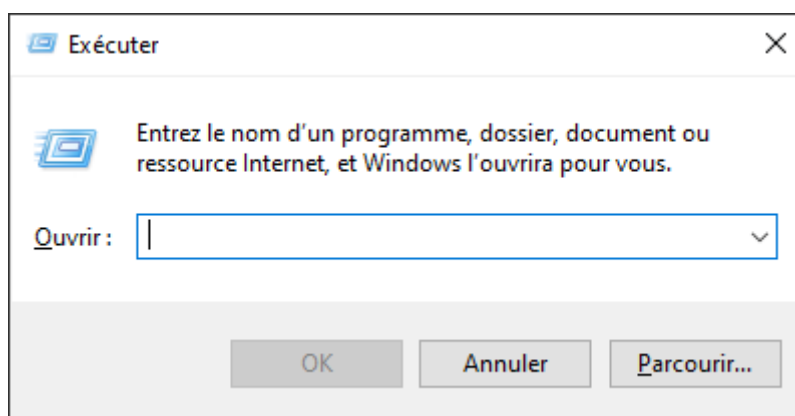 Exécuter
Entrez le nom d'un programme, dossier, document ou
ressource Internet, et Windows l'ouvrira pour vous.
Ouvrir :
OK Annuler Parcourir...